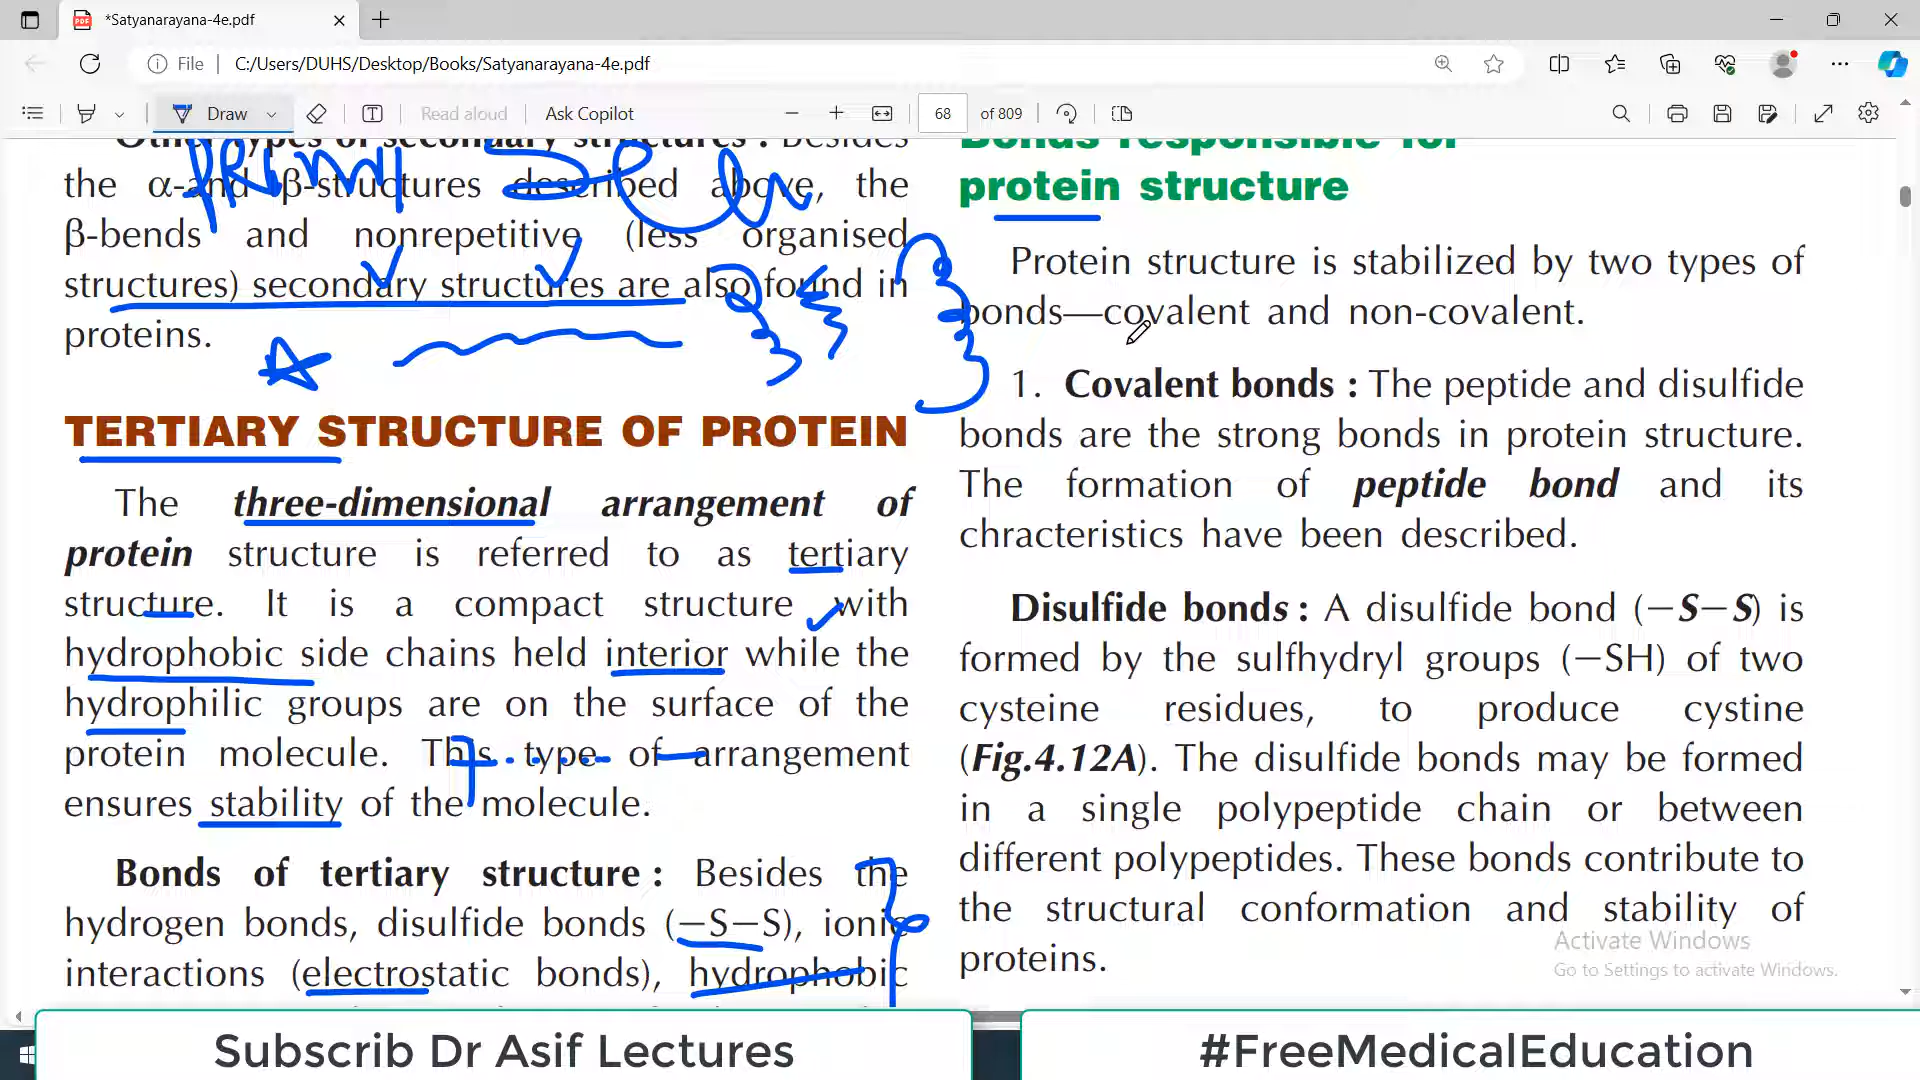 *Satyanarayana-4e.pdf
File
C:/Users/DUHS/Desktop/Books/Satyanarayana-4e.pdf
Draw
Read aloud
Ask Copilot
68
of 809
Other types of secondary structures : Besides
the α-and β-structures described above, the
β-bends and nonrepetitive (less organised
structures) secondary structures are also found in
proteins.
TERTIARY STRUCTURE OF PROTEIN
The three-dimensional arrangement of
protein structure is referred to as tertiary
structure. It is a compact structure with
hydrophobic side chains held interior while the
hydrophilic groups are on the surface of the
protein molecule. This type of arrangement
ensures stability of the molecule.
Bonds of tertiary structure : Besides the
hydrogen bonds, disulfide bonds (−S−S), ionic
interactions (electrostatic bonds), hydrophobic
Bonds responsible for
protein structure
Protein structure is stabilized by two types of
bonds—covalent and non-covalent.
1. Covalent bonds : The peptide and disulfide
bonds are the strong bonds in protein structure.
The formation of peptide bond and its
chracteristics have been described.
Disulfide bonds : A disulfide bond (−S−S) is
formed by the sulfhydryl groups (−SH) of two
cysteine residues, to produce cystine
(Fig.4.12A). The disulfide bonds may be formed
in a single polypeptide chain or between
different polypeptides. These bonds contribute to
the structural conformation and stability of
proteins.
Activate Windows
Go to Settings to activate Windows.
Subscrib Dr Asif Lectures
#FreeMedicalEducation